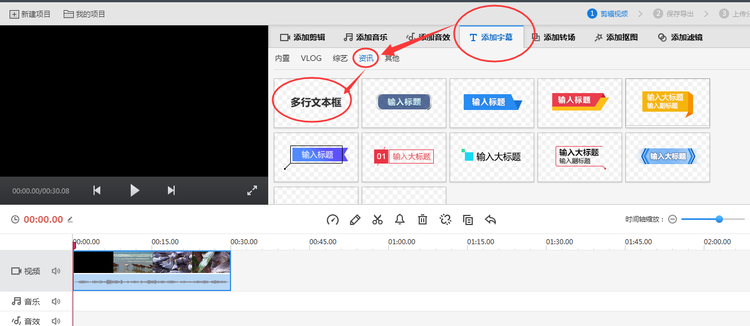 新建项目 我的项目 1 剪辑视频 2 保存导出 3
添加剪辑 添加音乐 添加音效 T 添加字幕 添加转场 添加抠图 添加滤镜
内置 VLOG 综艺 资讯 其他
多行文本框 输入标题 输入标题 输入标题 输入大标题
输入副标题
输入标题 01 输入大标题 输入大标题 输入大标题 输入大标题
输入副标题
00:00.00/00:30.08
00:00.00 时间轴缩放：
00:00.00 00:15.00 00:30.00 00:45.00 01:00.00 01:15.00 01:30.00 01:45.00 02:00.00
视频
音乐
音效